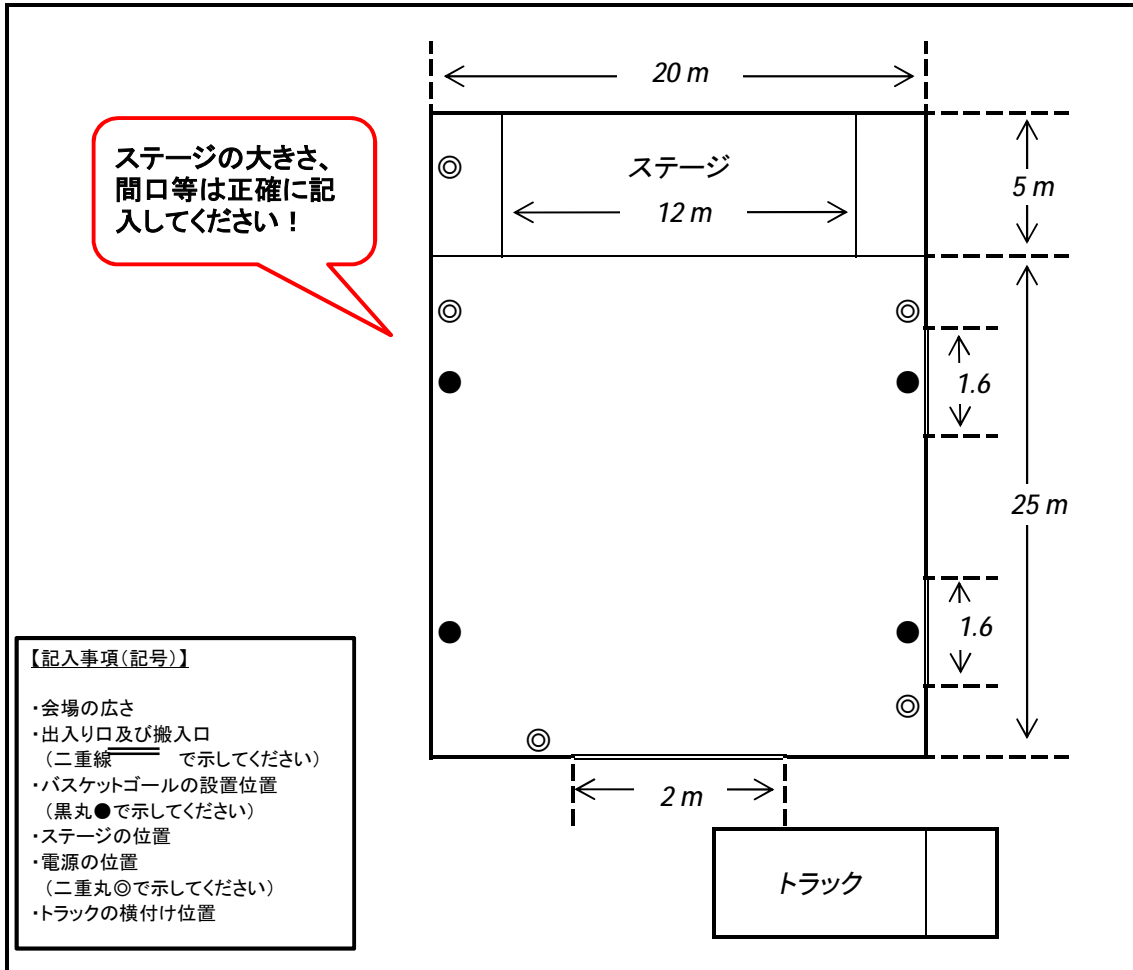 20 m
ステージの大きさ、
間口等は正確に記
入してください！
◎
ステージ
12 m
5 m
◎
◎
●
●
1.6
25 m
●
●
1.6
◎
◎
2 m
トラック
【記入事項(記号)】
・会場の広さ
・出入り口及び搬入口
（二重線 で示してください）
・バスケットゴールの設置位置
（黒丸●で示してください）
・ステージの位置
・電源の位置
（二重丸◎で示してください）
・トラックの横付け位置